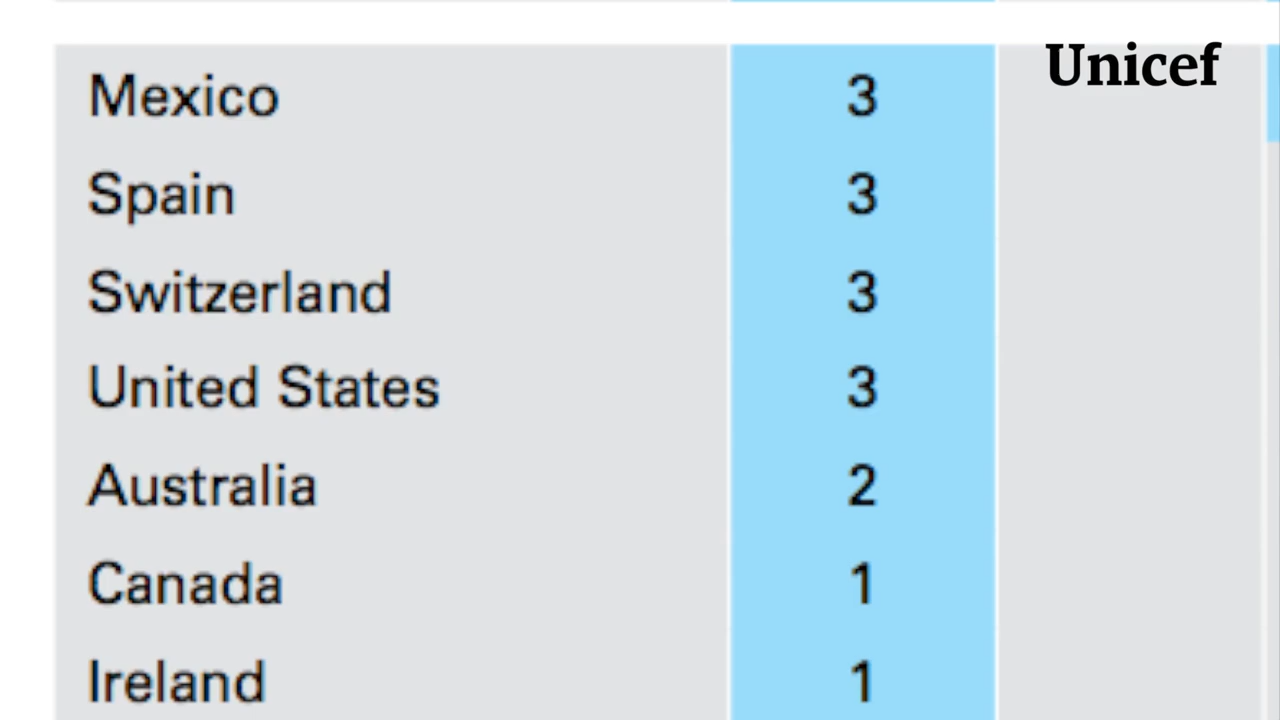 Unicef
Mexico 3
Spain 3
Switzerland 3
United States 3
Australia 2
Canada 1
Ireland 1